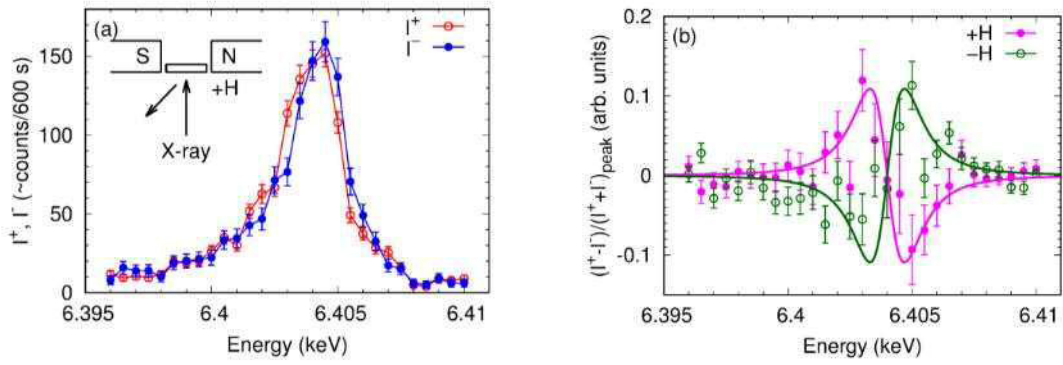 (a)
I⁺
I⁻
S
N
+H
X-ray
I⁺, I⁻ (~counts/600 s)
150
100
50
0
6.395
6.4
6.405
6.41
Energy (keV)
(b)
+H
−H
(I⁺-I⁻)/(I⁺+I⁻)peak (arb. units)
0.2
0.1
0
-0.1
6.395
6.4
6.405
6.41
Energy (keV)